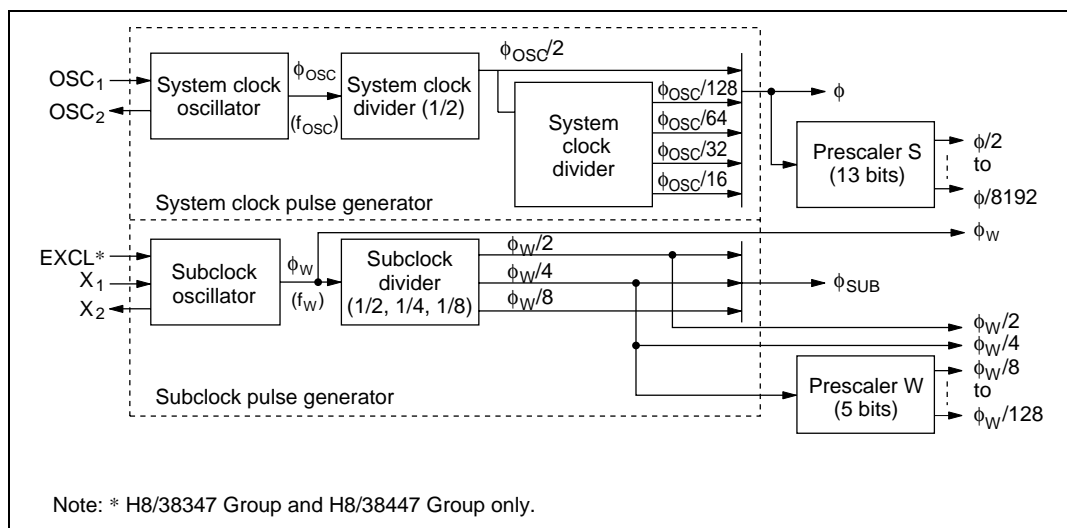 OSC1
OSC2
System clock
oscillator
ϕOSC
(fOSC)
System clock
divider (1/2)
ϕOSC/2
System
clock
divider
ϕOSC/128
ϕOSC/64
ϕOSC/32
ϕOSC/16
ϕ
Prescaler S
(13 bits)
ϕ/2
to
ϕ/8192
System clock pulse generator
EXCL*
X1
X2
Subclock
oscillator
ϕW
(fW)
Subclock
divider
(1/2, 1/4, 1/8)
ϕW/2
ϕW/4
ϕW/8
ϕW
ϕSUB
ϕW/2
ϕW/4
Prescaler W
(5 bits)
ϕW/8
to
ϕW/128
Subclock pulse generator
Note: * H8/38347 Group and H8/38447 Group only.